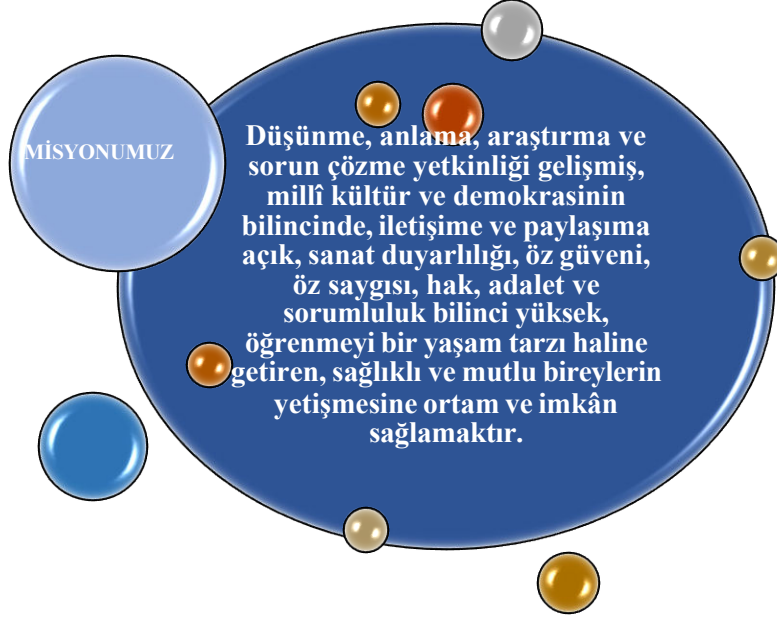 MİSYONUMUZ
Düşünme, anlama, araştırma ve
sorun çözme yetkinliği gelişmiş,
millî kültür ve demokrasinin
bilincinde, iletişime ve paylaşıma
açık, sanat duyarlılığı, öz güveni,
öz saygısı, hak, adalet ve
sorumluluk bilinci yüksek,
öğrenmeyi bir yaşam tarzı haline
getiren, sağlıklı ve mutlu bireylerin
yetişmesine ortam ve imkân
sağlamaktır.